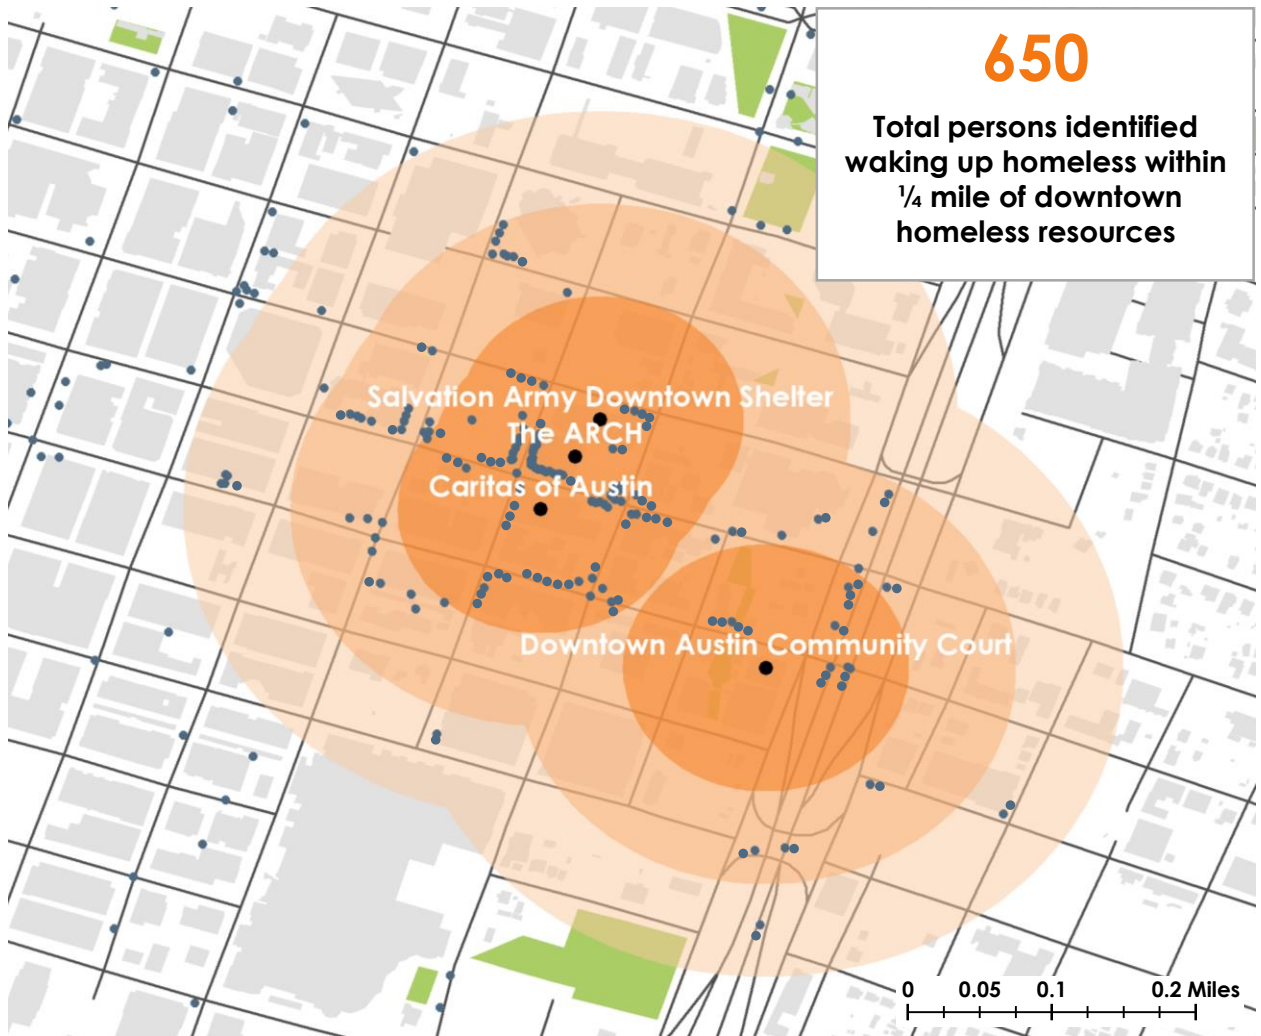 650
Total persons identified
waking up homeless within
¼ mile of downtown
homeless resources
Salvation Army Downtown Shelter
The ARCH
Caritas of Austin
Downtown Austin Community Court
0 0.05 0.1 0.2 Miles